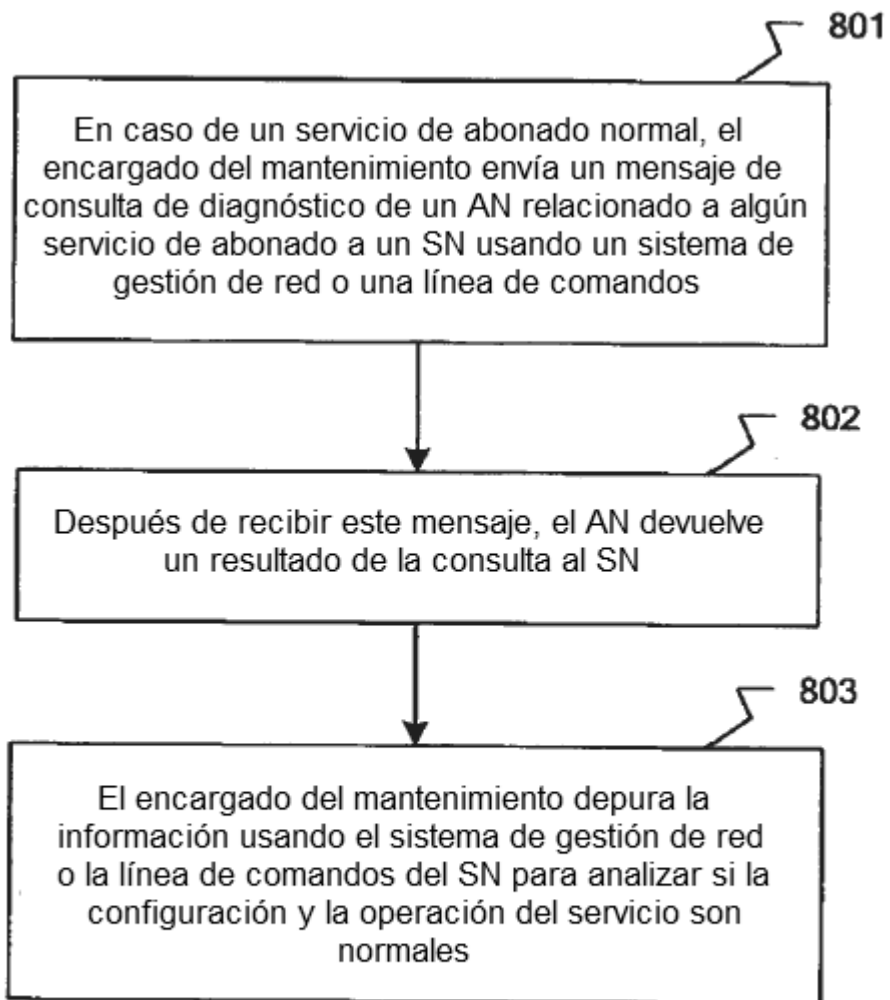 801
En caso de un servicio de abonado normal, el
encargado del mantenimiento envía un mensaje de
consulta de diagnóstico de un AN relacionado a algún
servicio de abonado a un SN usando un sistema de
gestión de red o una línea de comandos
802
Después de recibir este mensaje, el AN devuelve
un resultado de la consulta al SN
803
El encargado del mantenimiento depura la
información usando el sistema de gestión de red
o la línea de comandos del SN para analizar si la
configuración y la operación del servicio son
normales